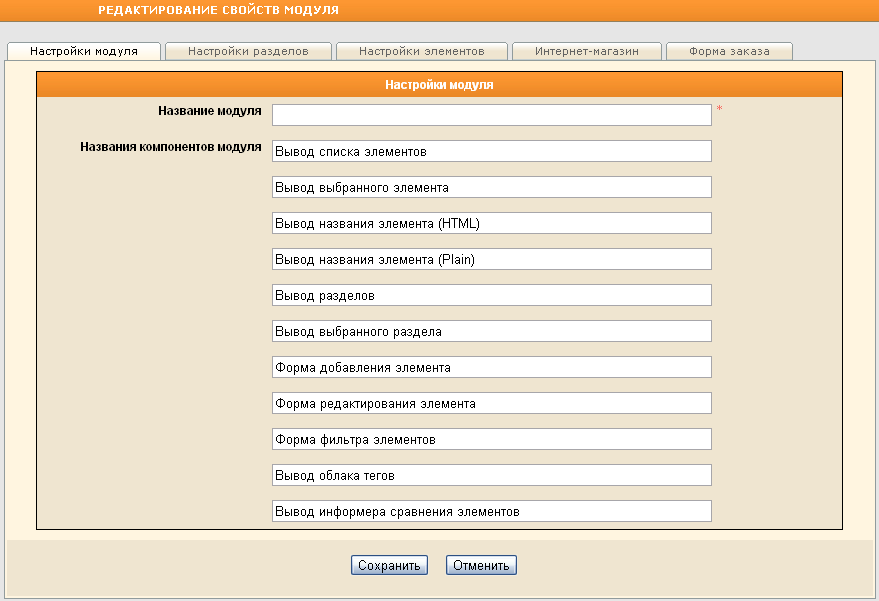 РЕДАКТИРОВАНИЕ СВОЙСТВ МОДУЛЯ
Настройки модуля
Настройки разделов
Настройки элементов
Интернет-магазин
Форма заказа
Настройки модуля
Название модуля
*
Названия компонентов модуля
Вывод списка элементов
Вывод выбранного элемента
Вывод названия элемента (HTML)
Вывод названия элемента (Plain)
Вывод разделов
Вывод выбранного раздела
Форма добавления элемента
Форма редактирования элемента
Форма фильтра элементов
Вывод облака тегов
Вывод информера сравнения элементов
Сохранить
Отменить